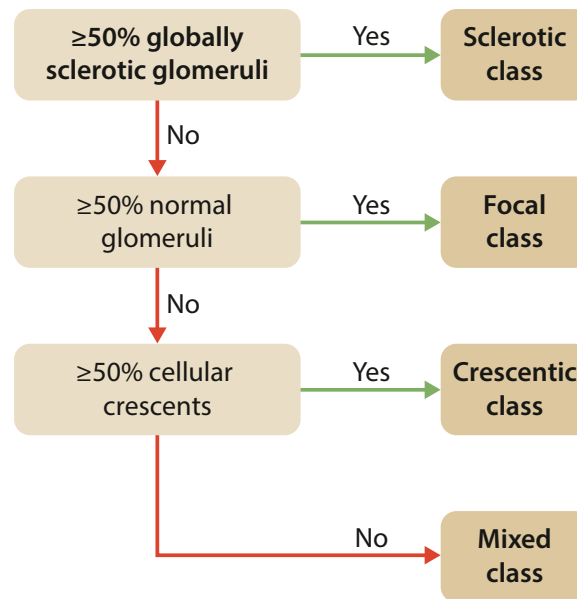 ≥50% globally
sclerotic glomeruli
Yes
Sclerotic
class
No
≥50% normal
glomeruli
Yes
Focal
class
No
≥50% cellular
crescents
Yes
Crescentic
class
No
Mixed
class